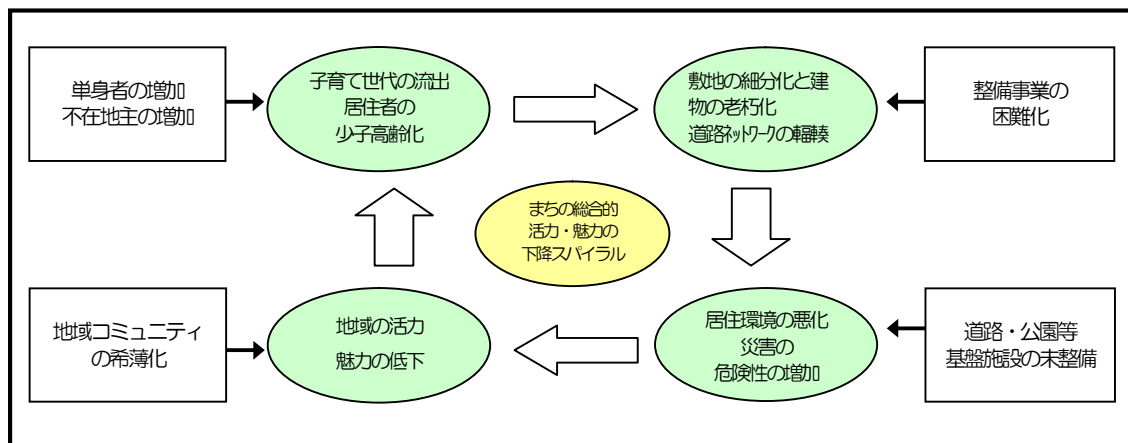 単身者の増加
不在地主の増加
子育て世代の流出
居住者の
少子高齢化
敷地の細分化と建
物の老朽化
道路ネットワークの輻輳
整備事業の
困難化
まちの総合的
活力・魅力の
下降スパイラル
地域コミュニティ
の希薄化
地域の活力
魅力の低下
居住環境の悪化
災害の
危険性の増加
道路・公園等
基盤施設の未整備